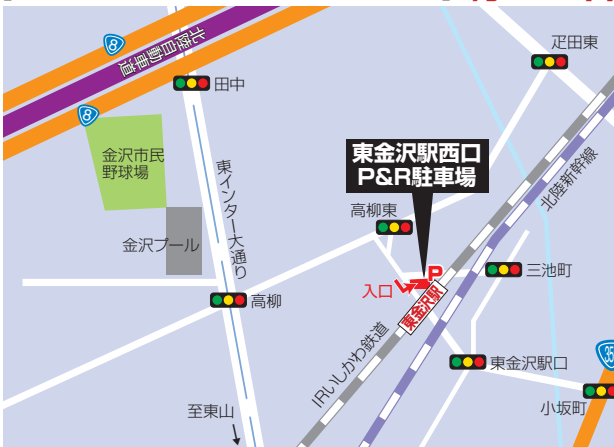 8
北陸自動車道
疋田東
田中
8
金沢市民
野球場
東金沢駅西口
P&R駐車場
北陸新幹線
東インター大通り
高柳東
金沢プール
三池町
P
入口
東金沢駅
高柳
IRいしかわ鉄道
東金沢駅口
小坂町
至東山